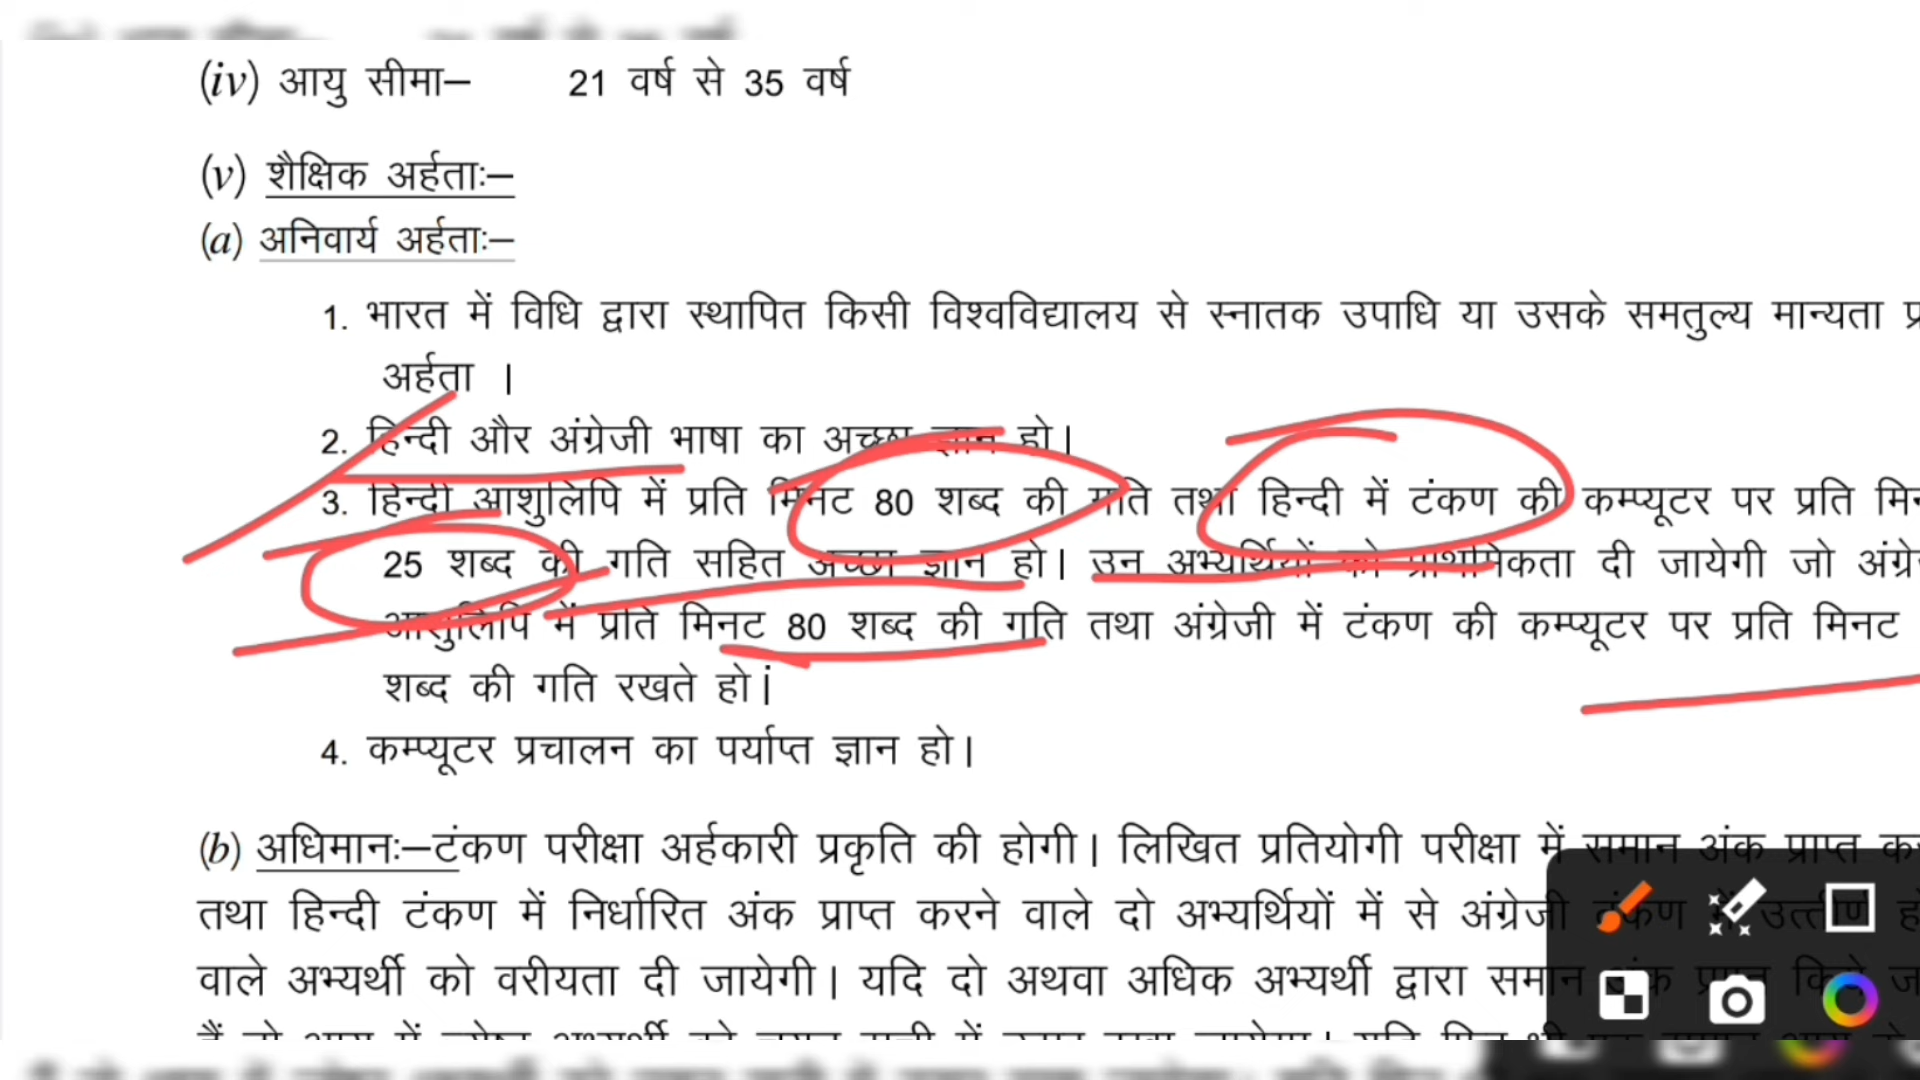 (iv) आयु सीमा– 21 वर्ष से 35 वर्ष
(v) शैक्षिक अर्हताः–
(a) अनिवार्य अर्हताः–
1. भारत में विधि द्वारा स्थापित किसी विश्वविद्यालय से स्नातक उपाधि या उसके समतुल्य मान्यता
अर्हता ।
2. हिन्दी और अंग्रेजी भाषा का अच्छा ज्ञान हो।
3. हिन्दी आशुलिपि में प्रति मिनट 80 शब्द की गति तथा हिन्दी में टंकण की कम्प्यूटर पर प्रति
25 शब्द की गति सहित अच्छा ज्ञान हो। उन अभ्यर्थियों को प्राथमिकता दी जायेगी जो
आसुलिपि में प्रति मिनट 80 शब्द की गति तथा अंग्रेजी में टंकण की कम्प्यूटर पर प्रति मिनट
शब्द की गति रखते हो।
4. कम्प्यूटर प्रचालन का पर्याप्त ज्ञान हो।
(b) अधिमानः–टंकण परीक्षा अर्हकारी प्रकृति की होगी। लिखित प्रतियोगी परीक्षा में समान अंक प्राप्त
तथा हिन्दी टंकण में निर्धारित अंक प्राप्त करने वाले दो अभ्यर्थियों में से अंग्रेजी टंकण में उत्तीर्ण
वाले अभ्यर्थी को वरीयता दी जायेगी। यदि दो अथवा अधिक अभ्यर्थी द्वारा समान अंक प्राप्त किये